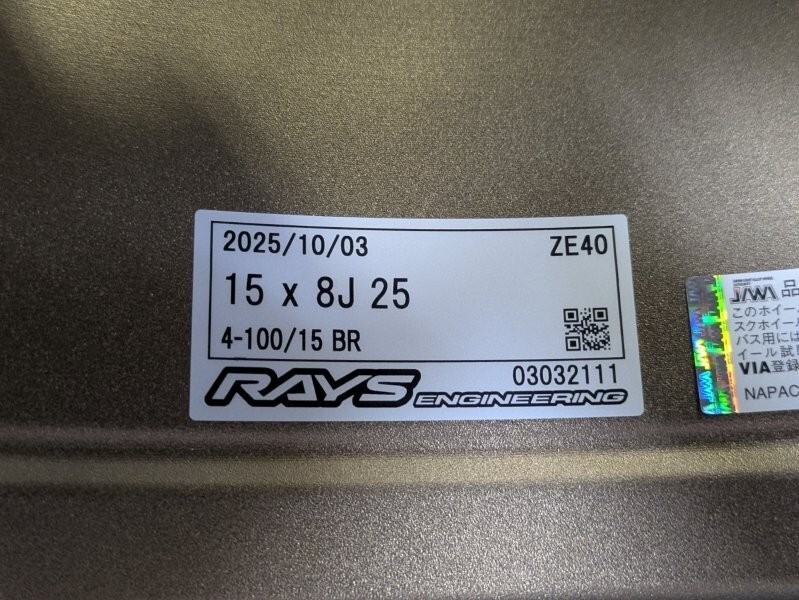 2025/10/03 ZE40
15 x 8J 25
4-100/15 BR
03032111
RAYS ENGINEERING
JAWA 品
このホイー
スクホイー
バス用には
イール試
VIA登録
NAPAC